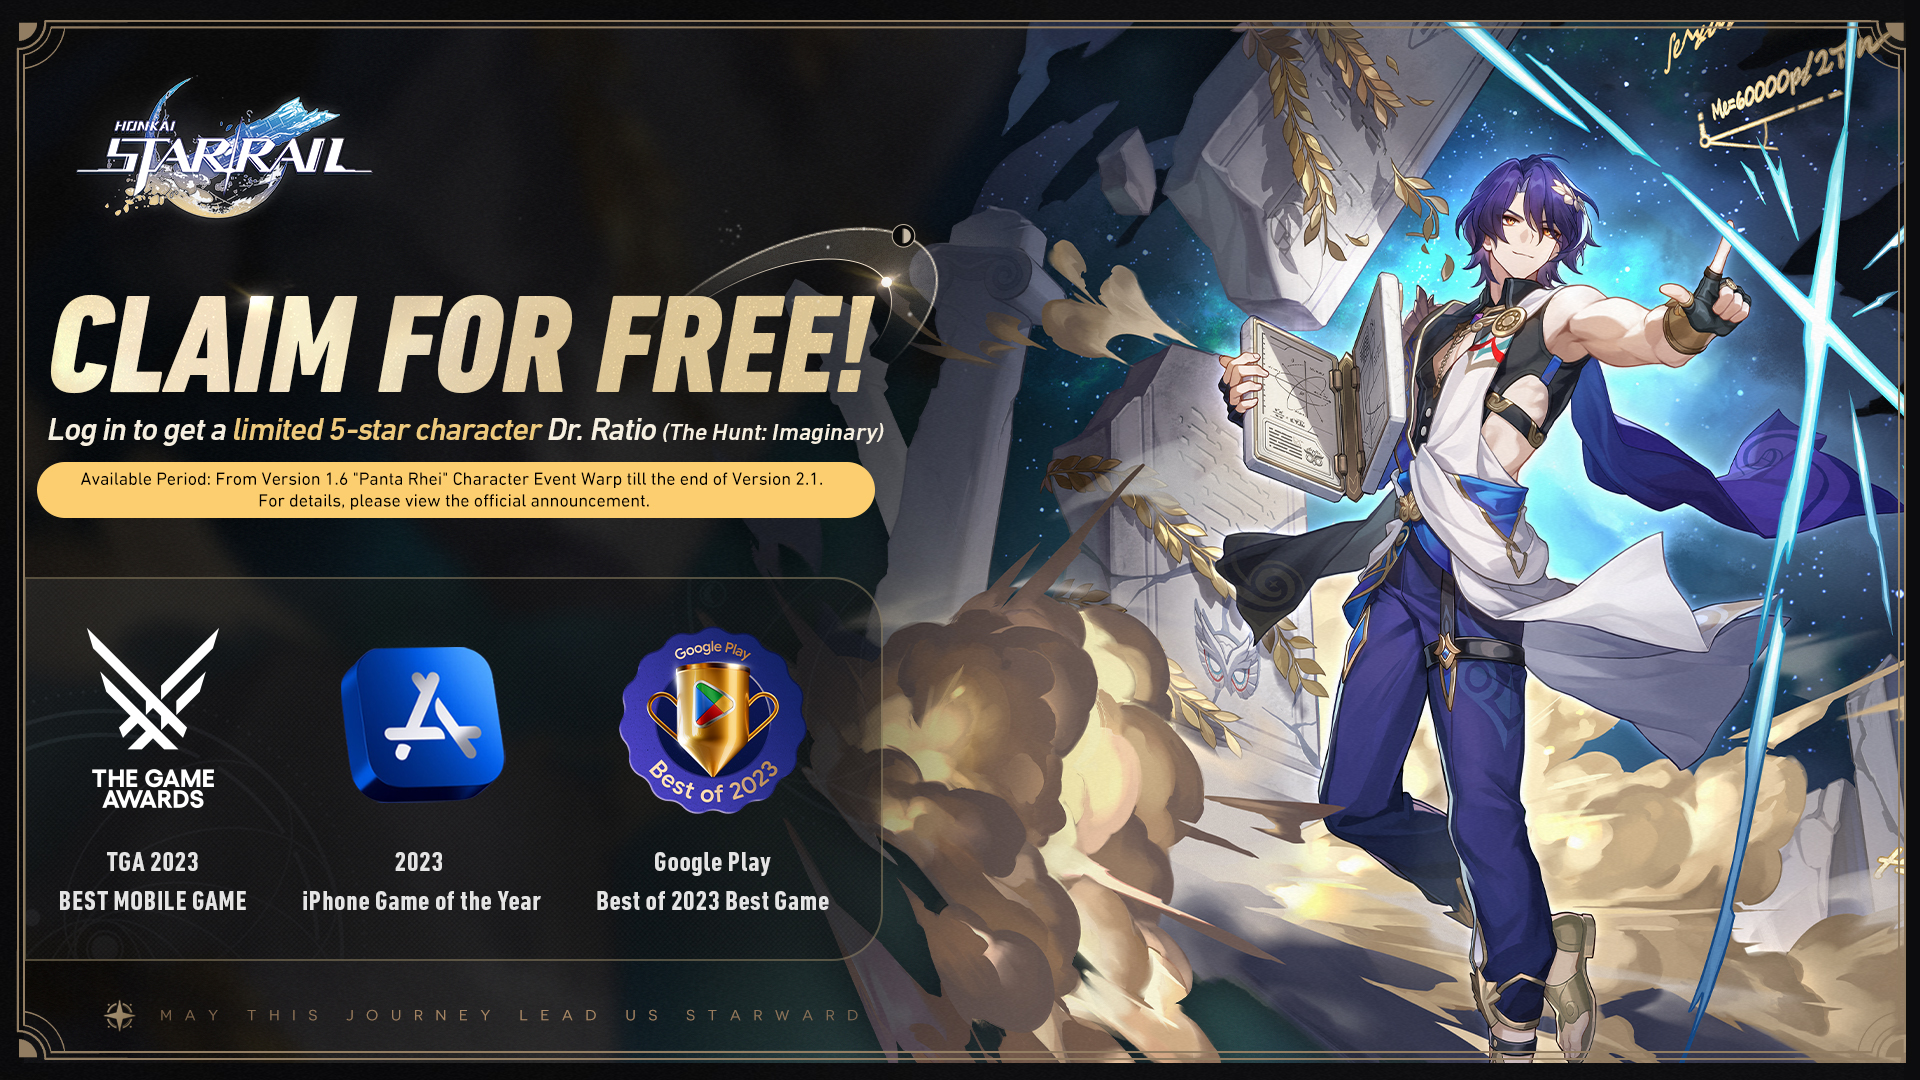 HONKAI
STAR RAIL
CLAIM FOR FREE!
Log in to get a limited 5-star character Dr. Ratio (The Hunt: Imaginary)
Available Period: From Version 1.6 "Panta Rhei" Character Event Warp till the end of Version 2.1.
For details, please view the official announcement.
THE GAME
AWARDS
TGA 2023
BEST MOBILE GAME
2023
iPhone Game of the Year
Google Play
Best of 2023
Google Play
Best of 2023 Best Game
MAY THIS JOURNEY LEAD US STARWARD